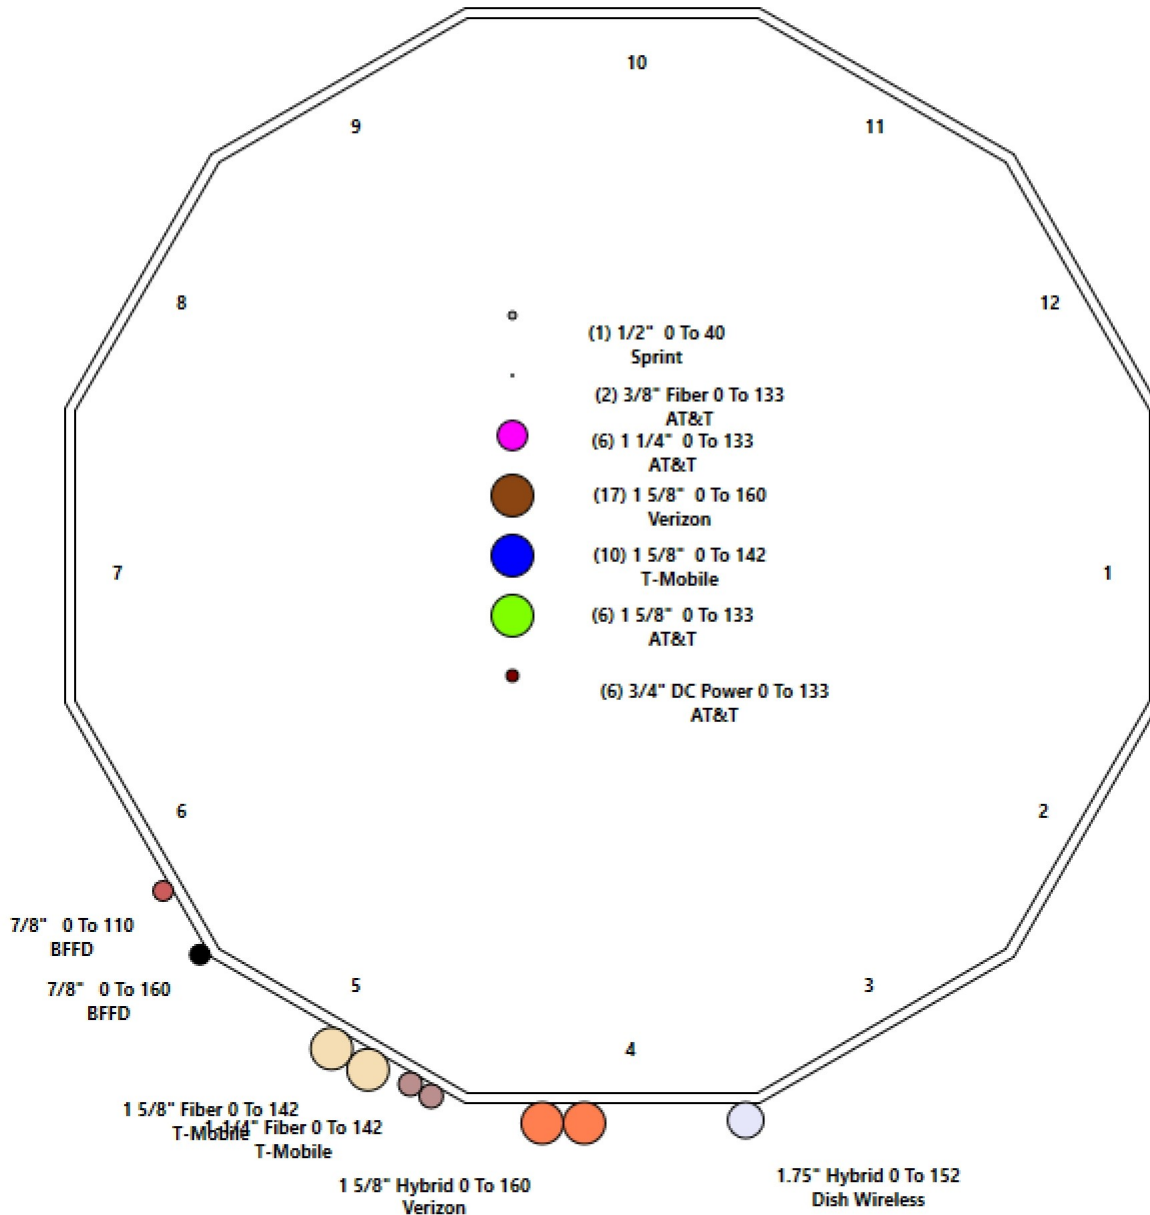 10
9
11
8
12
(1) 1/2" 0 To 40
Sprint
(2) 3/8" Fiber 0 To 133
AT&T
(6) 1 1/4" 0 To 133
AT&T
(17) 1 5/8" 0 To 160
Verizon
(10) 1 5/8" 0 To 142
T-Mobile
7
1
(6) 1 5/8" 0 To 133
AT&T
(6) 3/4" DC Power 0 To 133
AT&T
6
2
7/8" 0 To 110
BFFD
7/8" 0 To 160
BFFD
5
3
4
1 5/8" Fiber 0 To 142
T-Mobile
1 1/4" Fiber 0 To 142
T-Mobile
1 5/8" Hybrid 0 To 160
Verizon
1.75" Hybrid 0 To 152
Dish Wireless